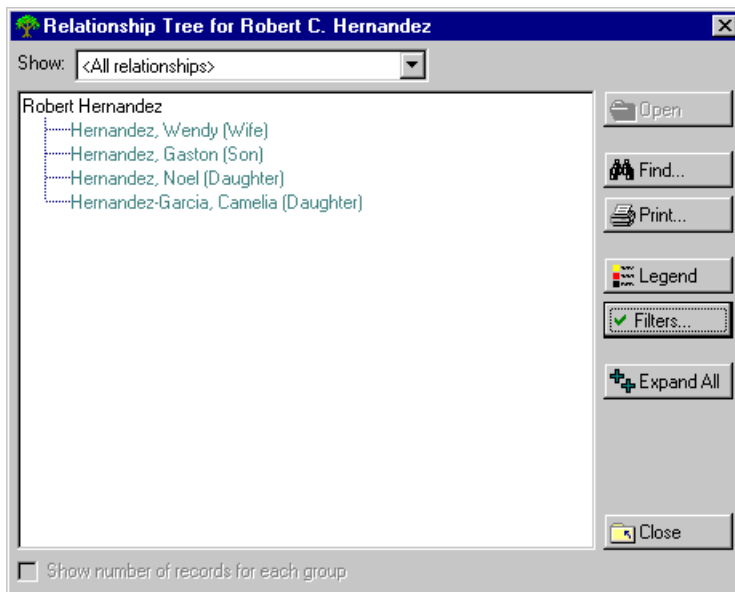 Relationship Tree for Robert C. Hernandez
Show: <All relationships>
Robert Hernandez
Hernandez, Wendy (Wife)
Hernandez, Gaston (Son)
Hernandez, Noel (Daughter)
Hernandez-Garcia, Camelia (Daughter)
Open
Find...
Print...
Legend
Filters...
Expand All
Close
Show number of records for each group